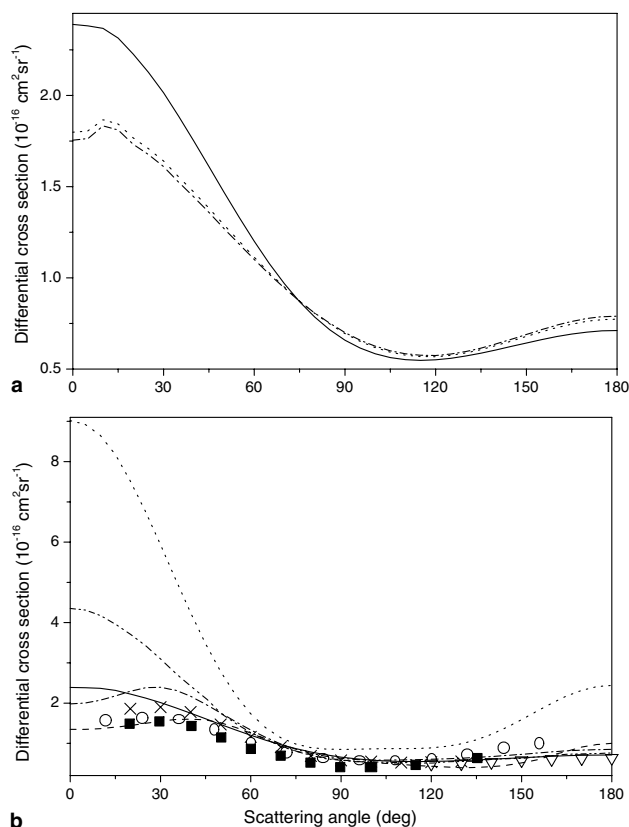 2.0
1.5
1.0
0.5
0 30 60 90 120 150 180
Differential cross section (10⁻¹⁶ cm²sr⁻¹)
a
8
6
4
2
0 30 60 90 120 150 180
Differential cross section (10⁻¹⁶ cm²sr⁻¹)
Scattering angle (deg)
b